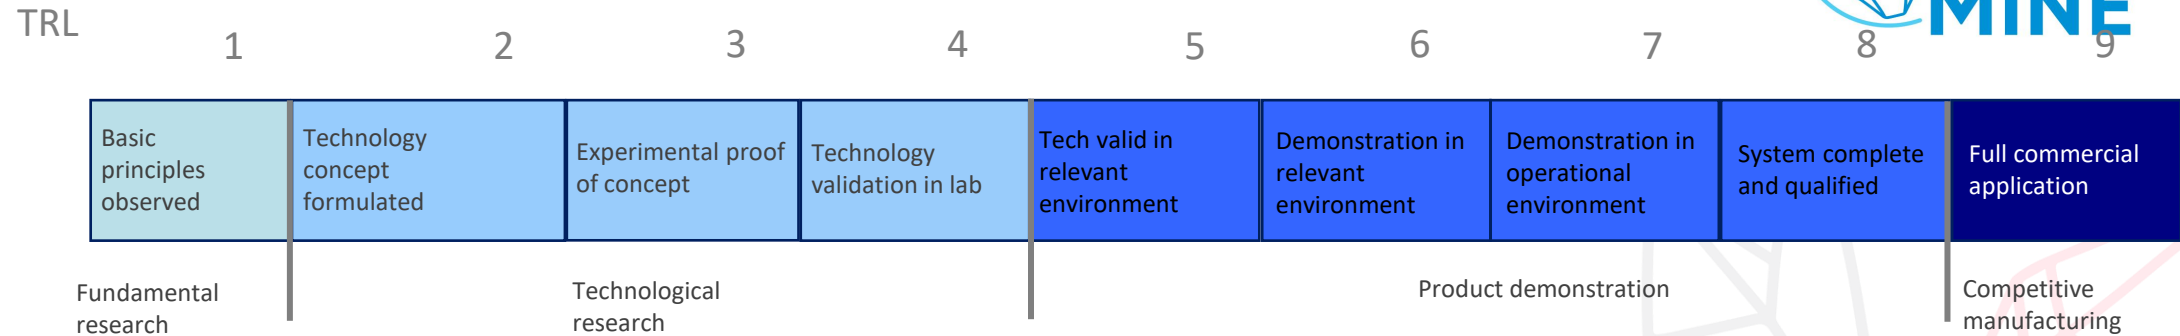 TRL
1 2 3 4 5 6 7 8 9
MINE
Basic
principles
observed
Technology
concept
formulated
Experimental proof
of concept
Technology
validation in lab
Tech valid in
relevant
environment
Demonstration in
relevant
environment
Demonstration in
operational
environment
System complete
and qualified
Full commercial
application
Fundamental
research
Technological
research
Product demonstration
Competitive
manufacturing